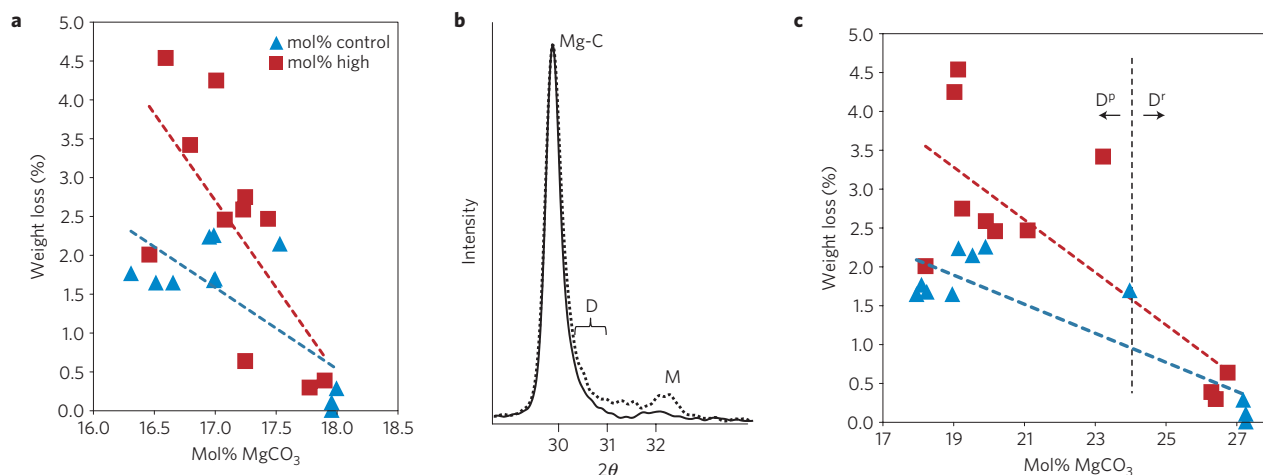 a
5.0
4.5
4.0
3.5
3.0
2.5
2.0
1.5
1.0
0.5
0.0
16.0 16.5 17.0 17.5 18.0 18.5
Weight loss (%)
Mol% MgCO₃
mol% control
mol% high
b
Mg-C
D
M
Intensity
30 31 32
2θ
c
5.0
4.5
4.0
3.5
3.0
2.5
2.0
1.5
1.0
0.5
0.0
17 19 21 23 25 27
Weight loss (%)
Mol% MgCO₃
Dᵖ Dʳ